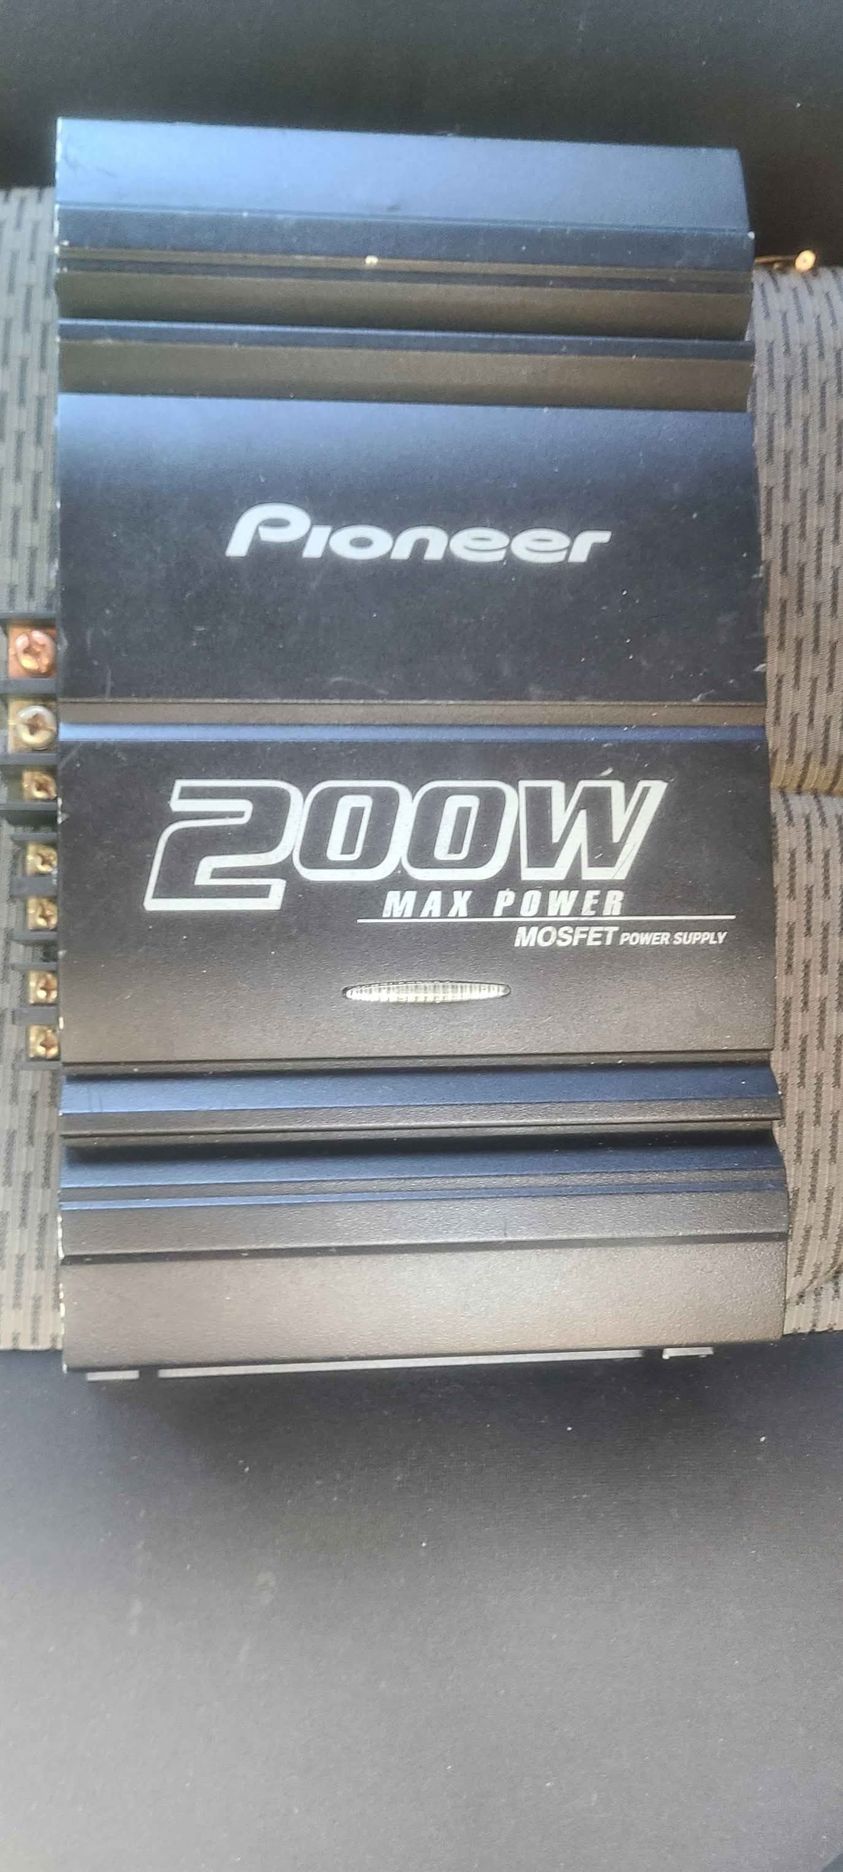 Pioneer
200W
MAX POWER
MOSFET POWER SUPPLY